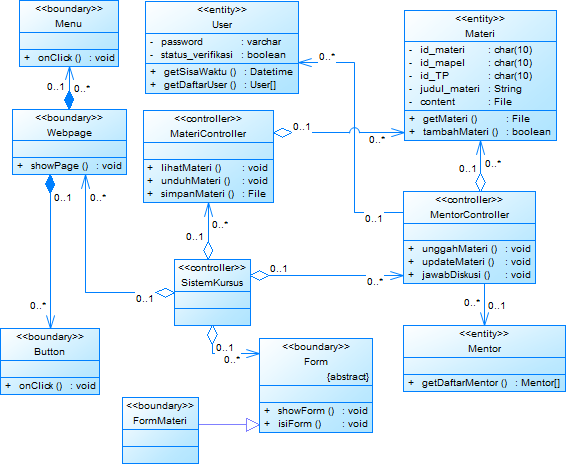 <<boundary>>
Menu
+ onClick () : void
<<entity>>
User
- password : varchar
- status_verifikasi : boolean
+ getSisaWaktu () : Datetime
+ getDaftarUser () : User[]
<<entity>>
Materi
- id_materi : char(10)
- id_mapel : char(10)
- id_TP : char(10)
- judul_materi : String
- content : File
+ getMateri () : File
+ tambahMateri () : boolean
0..*
0..1
0..*
<<boundary>>
Webpage
+ showPage () : void
<<controller>>
MateriController
+ lihatMateri () : void
+ unduhMateri () : void
+ simpanMateri () : File
0..1
0..*
0..*
0..1
<<controller>>
MentorController
+ unggahMateri () : void
+ updateMateri () : void
+ jawabDiskusi () : void
0..1
0..1
0..*
0..*
0..1
<<controller>>
SistemKursus
0..1
0..*
0..1
0..*
0..1
0..*
<<boundary>>
Button
+ onClick () : void
0..1
0..*
<<boundary>>
Form
{abstract}
+ showForm () : void
+ isiForm () : void
<<entity>>
Mentor
+ getDaftarMentor () : Mentor[]
<<boundary>>
FormMateri